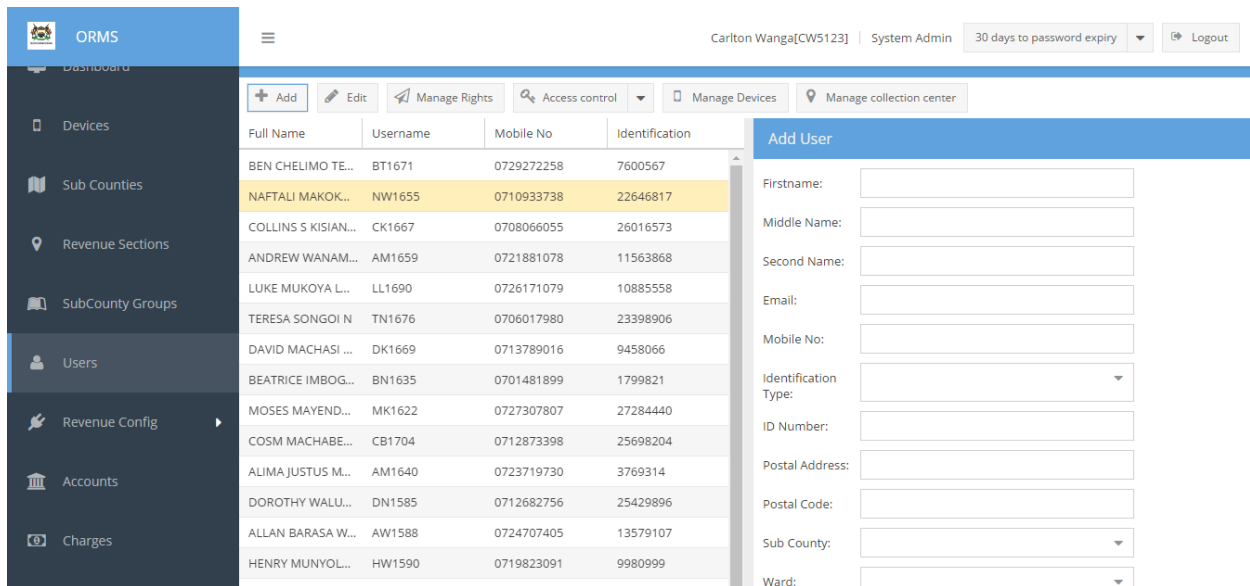 ORMS
Carlton Wanga[CW5123] System Admin 30 days to password expiry Logout
Dashboard
Devices
Sub Counties
Revenue Sections
SubCounty Groups
Users
Revenue Config
Accounts
Charges
Add Edit Manage Rights Access control Manage Devices Manage collection center
Full Name Username Mobile No Identification
BEN CHELIMO TE... BT1671 0729272258 7600567
NAFTALI MAKOK... NW1655 0710933738 22646817
COLLINS S KISIAN... CK1667 0708066055 26016573
ANDREW WANAM... AM1659 0721881078 11563868
LUKE MUKOYA L... LL1690 0726171079 10885558
TERESA SONGOI N TN1676 0706017980 23398906
DAVID MACHASI ... DK1669 0713789016 9458066
BEATRICE IMBOG... BN1635 0701481899 1799821
MOSES MAYEND... MK1622 0727307807 27284440
COSM MACHABE... CB1704 0712873398 25698204
ALIMA JUSTUS M... AM1640 0723719730 3769314
DOROTHY WALU... DN1585 0712682756 25429896
ALLAN BARASA W... AW1588 0724707405 13579107
HENRY MUNYOL... HW1590 0719823091 9980999
Add User
Firstname:
Middle Name:
Second Name:
Email:
Mobile No:
Identification
Type:
ID Number:
Postal Address:
Postal Code:
Sub County:
Ward: